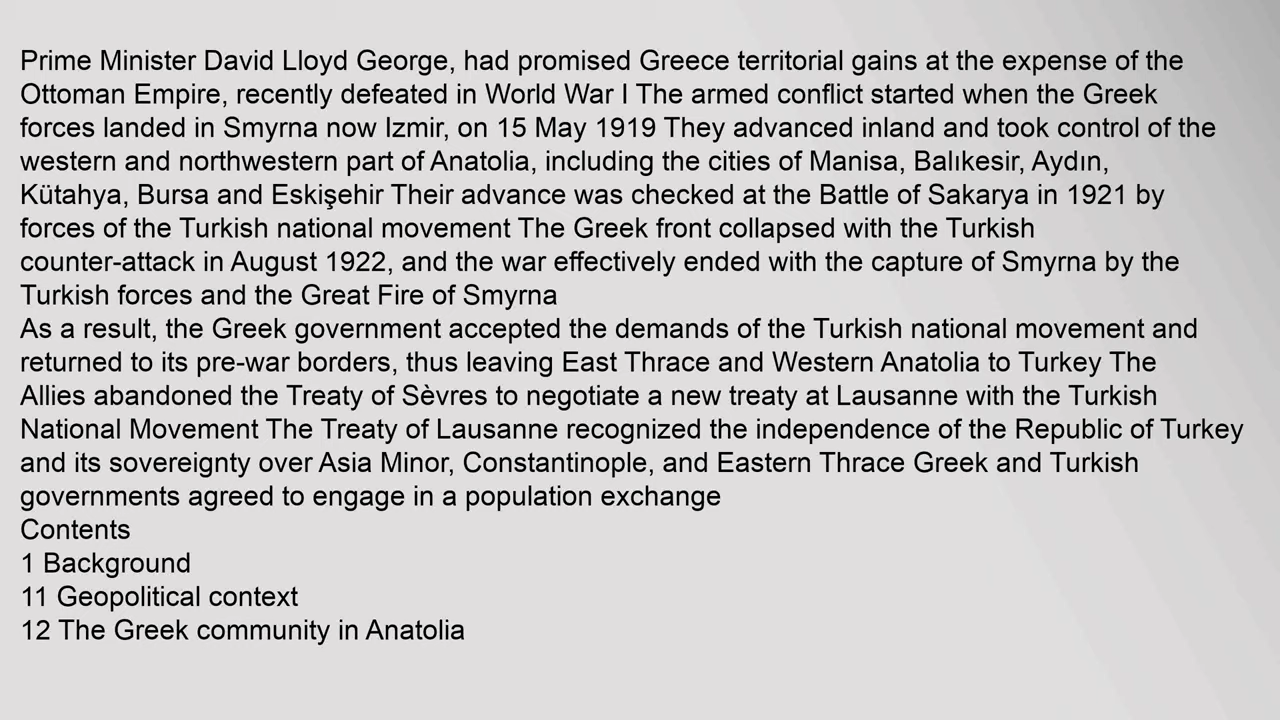 Prime Minister David Lloyd George, had promised Greece territorial gains at the expense of the
Ottoman Empire, recently defeated in World War I The armed conflict started when the Greek
forces landed in Smyrna now Izmir, on 15 May 1919 They advanced inland and took control of the
western and northwestern part of Anatolia, including the cities of Manisa, Balıkesir, Aydın,
Kütahya, Bursa and Eskişehir Their advance was checked at the Battle of Sakarya in 1921 by
forces of the Turkish national movement The Greek front collapsed with the Turkish
counter-attack in August 1922, and the war effectively ended with the capture of Smyrna by the
Turkish forces and the Great Fire of Smyrna
As a result, the Greek government accepted the demands of the Turkish national movement and
returned to its pre-war borders, thus leaving East Thrace and Western Anatolia to Turkey The
Allies abandoned the Treaty of Sèvres to negotiate a new treaty at Lausanne with the Turkish
National Movement The Treaty of Lausanne recognized the independence of the Republic of Turkey
and its sovereignty over Asia Minor, Constantinople, and Eastern Thrace Greek and Turkish
governments agreed to engage in a population exchange
Contents
1 Background
11 Geopolitical context
12 The Greek community in Anatolia